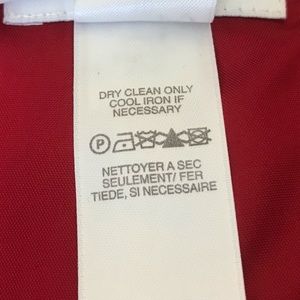 DRY CLEAN ONLY
COOL IRON IF
NECESSARY
P
NETTOYER A SEC
SEULEMENT/ FER
TIEDE, SI NECESSAIRE